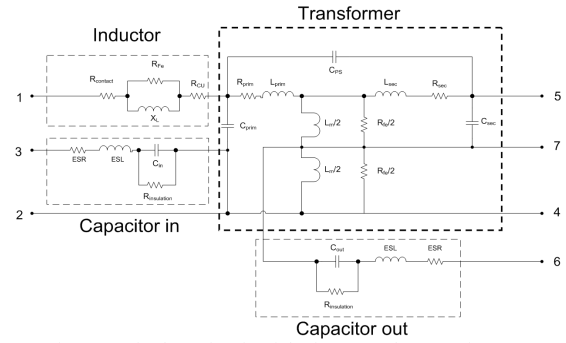 Transformer
Inductor
R_Fe
R_contact
R_CU
X_L
C_PS
R_prim
L_prim
L_sec
R_sec
1
5
L_m/2
R_fe/2
C_prim
C_sec
3
7
ESR
ESL
C_in
R_insulation
L_m/2
R_fe/2
2
4
Capacitor in
C_out
ESL
ESR
6
R_insulation
Capacitor out